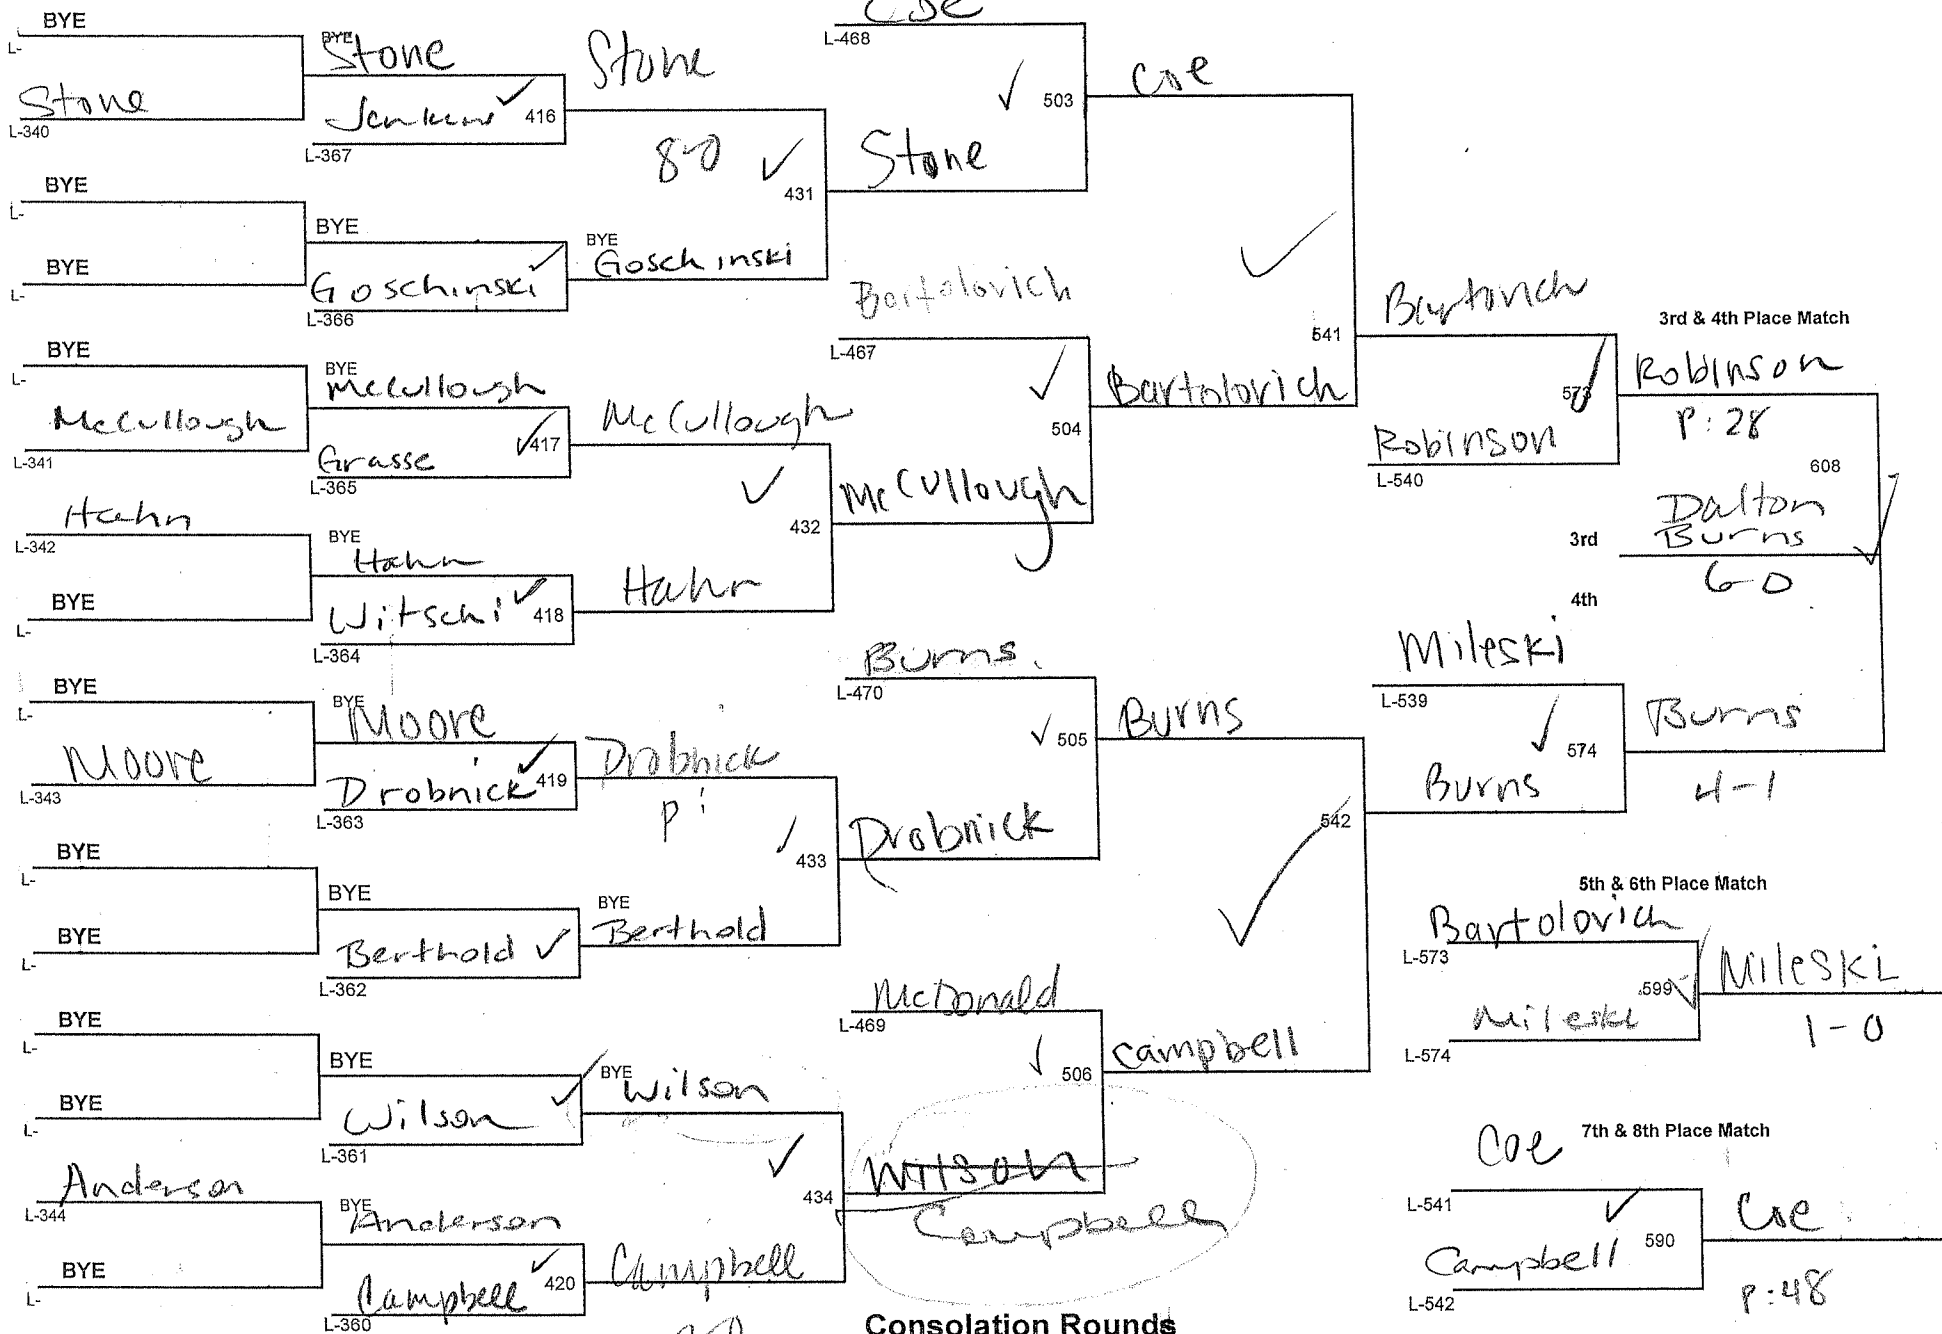 BYE
L-
Stone
L-340
BYE
L-
BYE
L-
BYE
L-
McCullough
L-341
Hahn
L-342
BYE
L-
BYE
L-
Moore
L-343
BYE
L-
BYE
L-
BYE
L-
BYE
L-
Anderson
L-344
BYE
L-
BYE
Stone
416
L-367
BYE
Goschinski
L-366
BYE
McCullough
Grasse
417
L-365
BYE
Hahn
Witschi
418
L-364
BYE
Moore
Drobnick
419
L-363
BYE
Berthold
L-362
BYE
Wilson
L-361
BYE
Anderson
Campbell
420
L-360
Stone
8-0
431
BYE
Goschinski
McCullough
432
Hahn
Drobnick
P:
433
BYE
Berthold
BYE
Wilson
434
Campbell
Coe
L-468
503
Stone
Bartolovich
L-467
504
McCullough
Burns.
L-470
505
Drobnick
McDonald
L-469
506
Wilson
Campbell
Coe
541
Bartolovich
Burns
542
Campbell
Bartovich
573
Robinson
L-540
3rd & 4th Place Match
Robinson
P:28
608
Dalton
Burns
3rd
6-0
4th
Mileski
L-539
574
Burns
Burns
4-1
5th & 6th Place Match
Bartolovich
L-573
599
Mileski
L-574
Mileski
1-0
7th & 8th Place Match
Coe
L-541
590
Campbell
L-542
Coe
P:48
Consolation Rounds